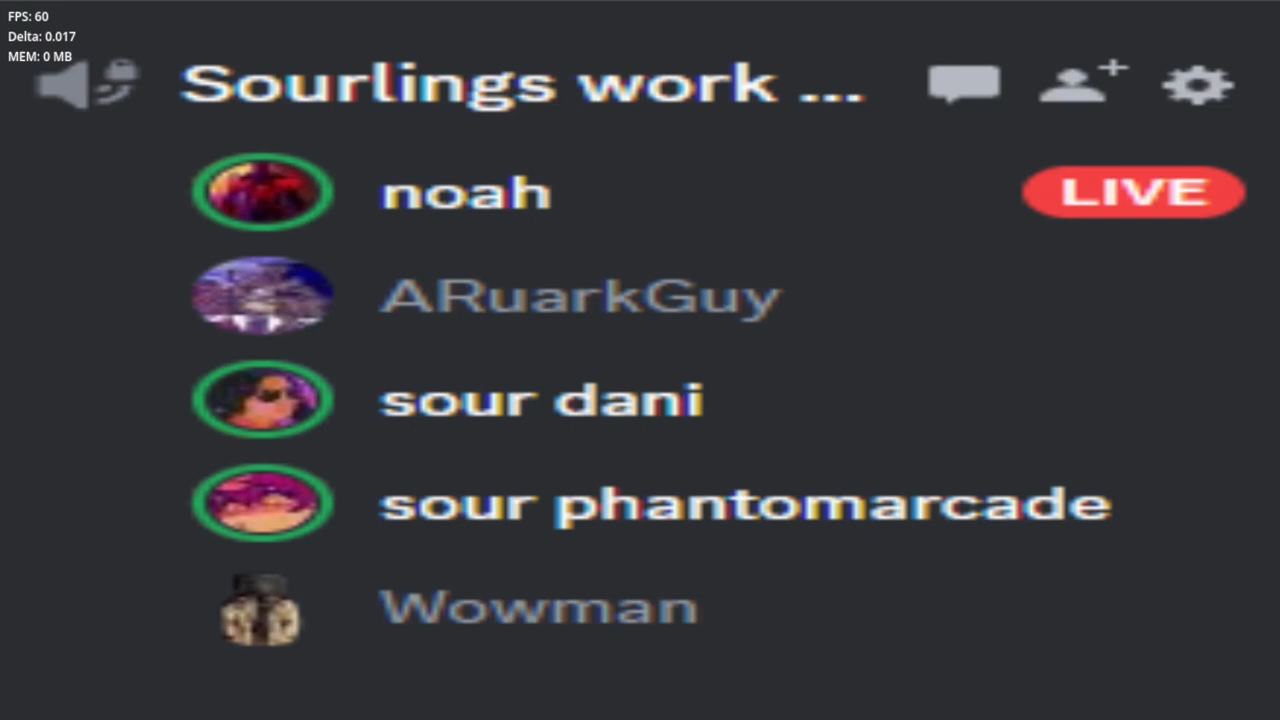 FPS: 60
Delta: 0.017
MEM: 0 MB
Sourlings work ...
noah
LIVE
ARuarkGuy
sour dani
sour phantomarcade
Wowman